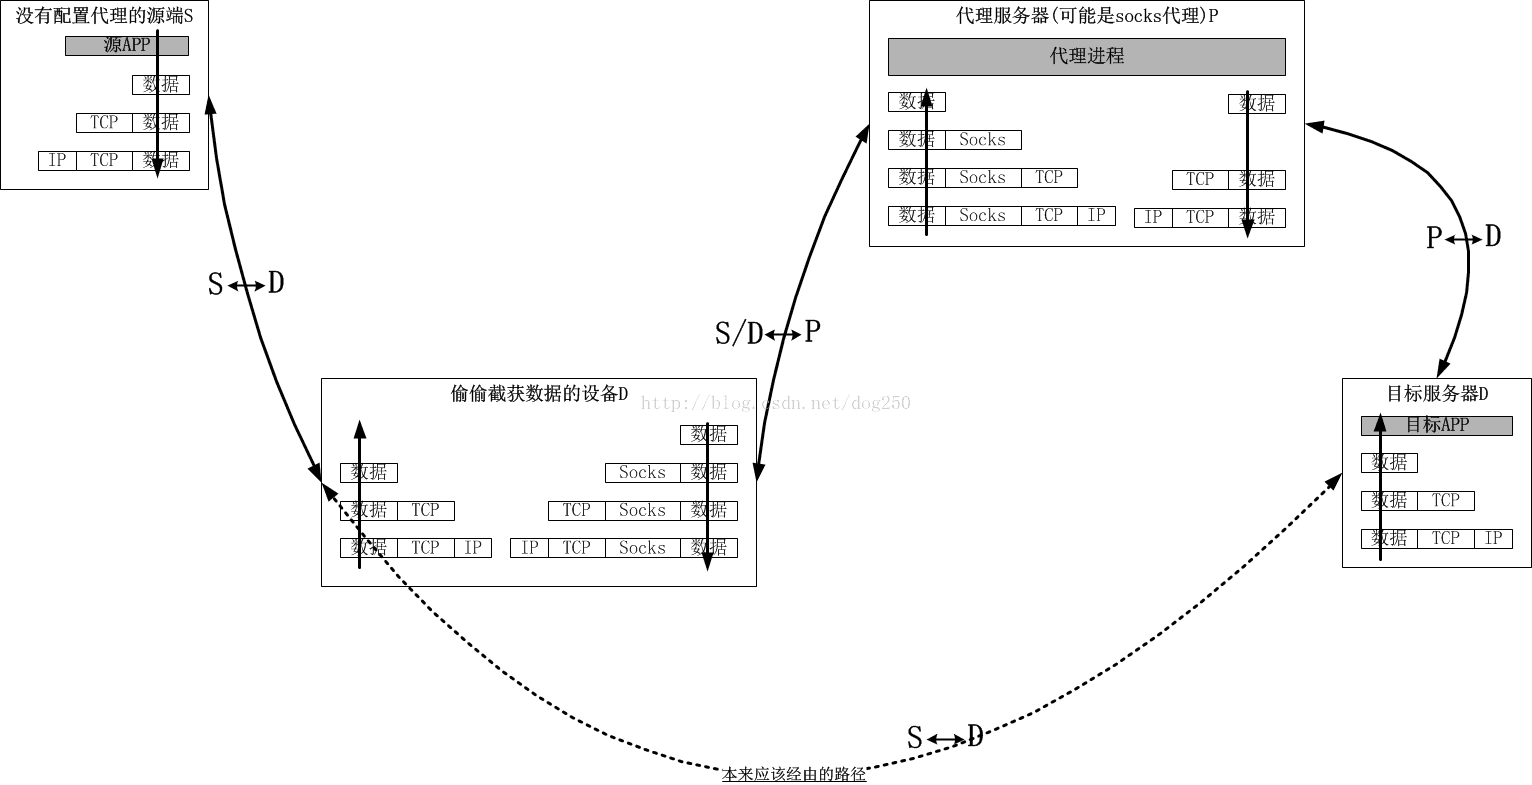 没有配置代理的源端S
源APP
数据
TCP 数据
IP TCP 数据
代理服务器(可能是socks代理)P
代理进程
数据 数据
数据 Socks
数据 Socks TCP TCP 数据
数据 Socks TCP IP IP TCP 数据
P D
S D
S/D P
偷偷截获数据的设备D
http://blog.csdn.net/dog250
数据
数据 Socks 数据
数据 TCP TCP Socks 数据
数据 TCP IP IP TCP Socks 数据
目标服务器D
目标APP
数据
数据 TCP
数据 TCP IP
S D
本来应该经由的路径